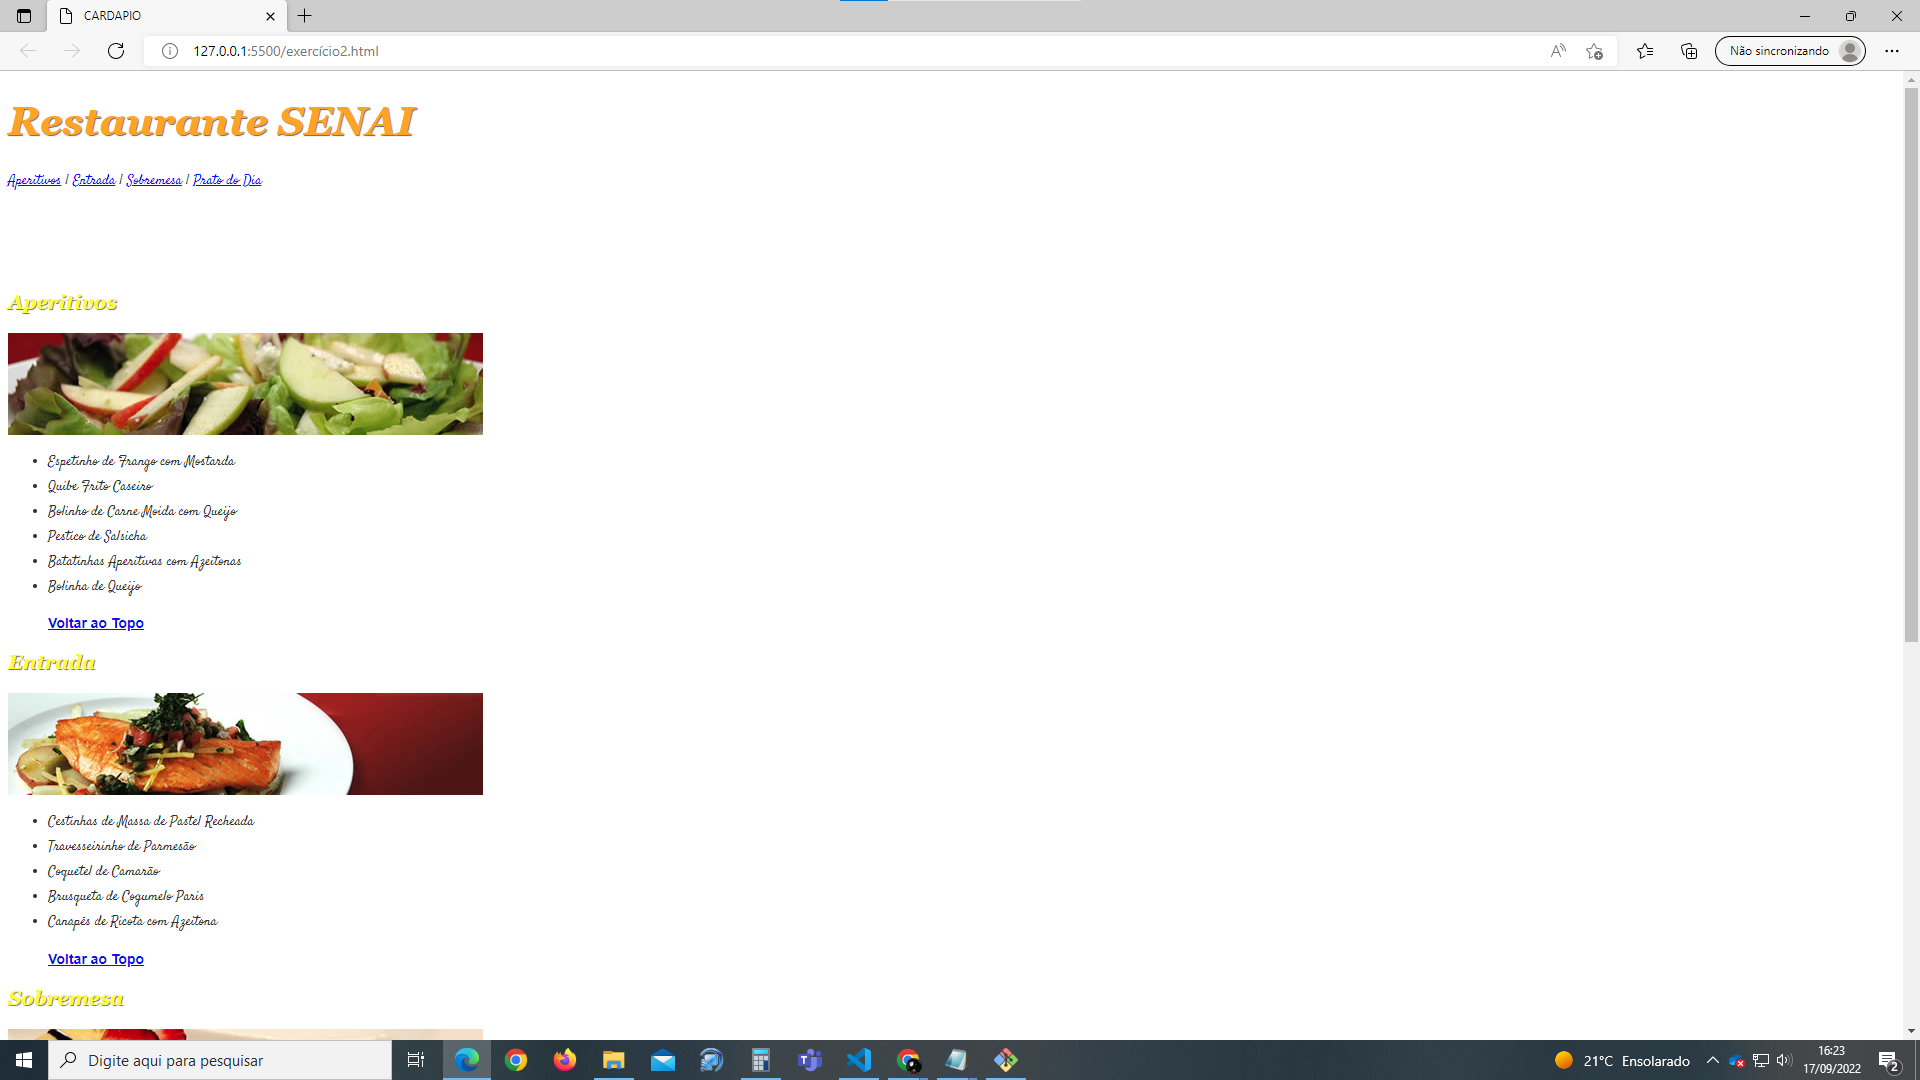 CARDAPIO
127.0.0.1:5500/exercício2.html
Não sincronizando
Restaurante SENAI
Aperitivos | Entrada | Sobremesa | Prato do Dia
Aperitivos
Espetinho de Frango com Mostarda
Quibe Frito Caseiro
Bolinho de Carne Moida com Queijo
Pestico de Salsicha
Batatinhas Aperitivas com Azeitonas
Bolinha de Queijo
Voltar ao Topo
Entrada
Cestinhas de Massa de Pastel Recheada
Travesseirinho de Parmesão
Coquetel de Camarão
Brusqueta de Cogumelo Paris
Canapés de Ricota com Azeitona
Voltar ao Topo
Sobremesa
Digite aqui para pesquisar
21°C Ensolarado
16:23
17/09/2022
2